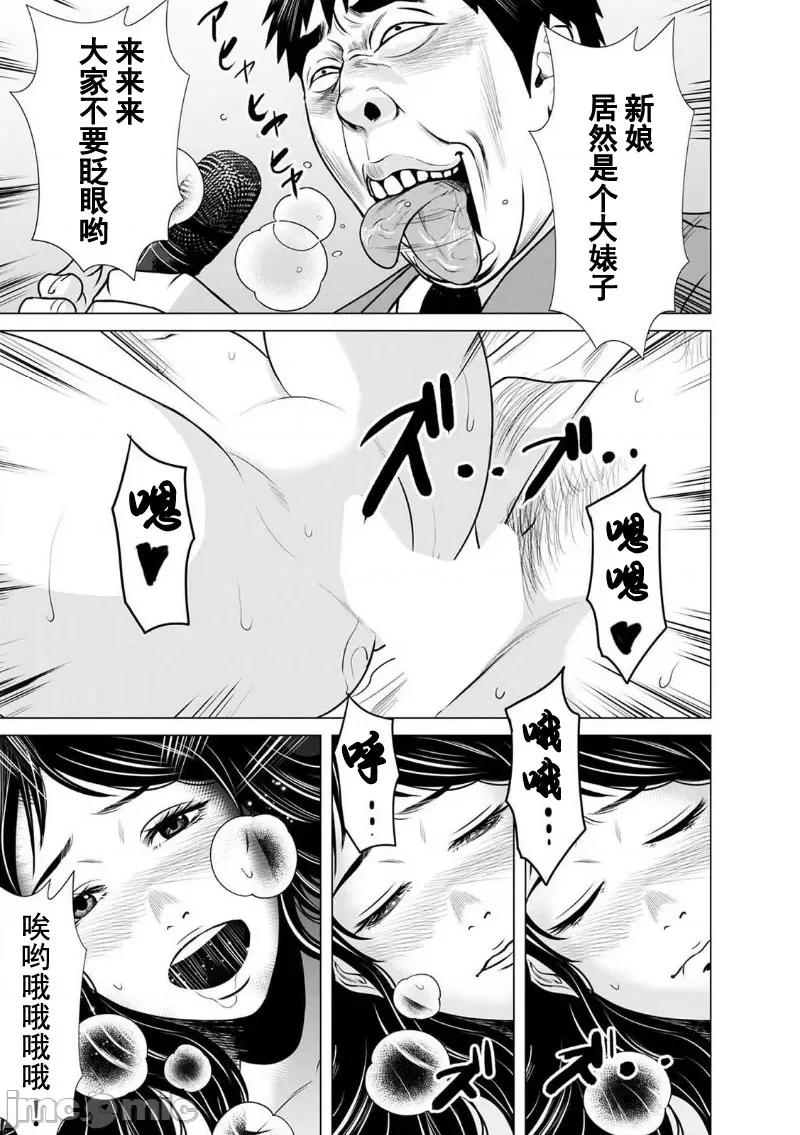 新娘
居然是个大婊子
アヒャヒャヒャ
来来来
大家不要眨眼哟
嗯嗯♥
ズ..
ズ..
嗯♥
哦哦…
呼…
唉哟哦哦哦哦！
jmcomic